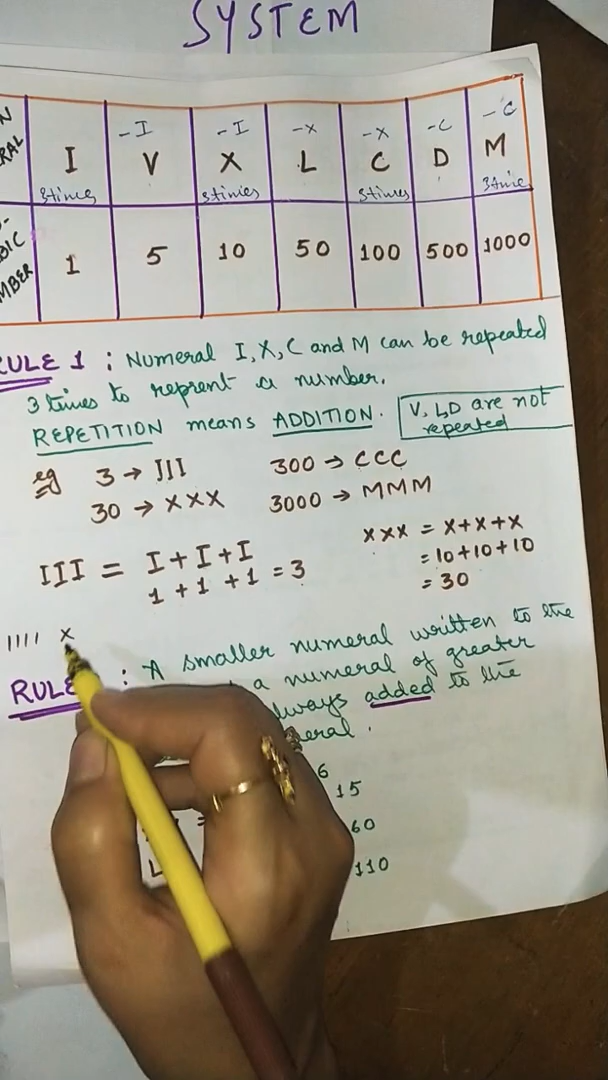 SYSTEM
-I -I -X -X -C -C
I V X L C D M
3times 3times 3times 3time
1 5 10 50 100 500 1000
RULE 1 : NUMERAL I, X, C and M can be repeated
3 times to reprent a number.
REPETITION means ADDITION. V, L, D are not
repeated
eg 3 → III 300 → CCC
30 → XXX 3000 → MMM
III = I + I + I
1 + 1 + 1 = 3
XXX = X+X+X
= 10+10+10
= 30
IIII X
RULE : A smaller numeral written to the
a numeral of greater
always added to the
6
15
60
110